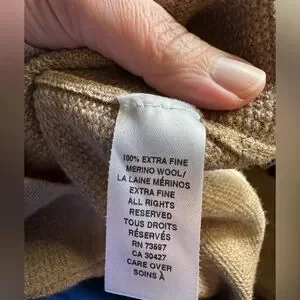 100% EXTRA FINE
MERINO WOOL/
LA LAINE MÉRINOS
EXTRA FINE
ALL RIGHTS
RESERVED
TOUS DROITS
RÉSERVÉS
RN 73597
CA 30427
CARE OVER
SOINS À